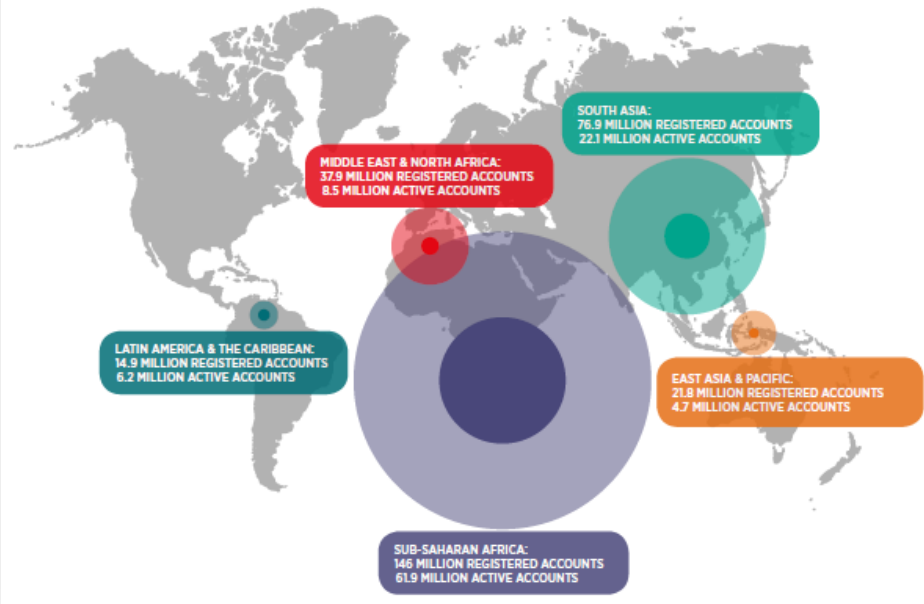 SOUTH ASIA:
76.9 MILLION REGISTERED ACCOUNTS
22.1 MILLION ACTIVE ACCOUNTS
MIDDLE EAST & NORTH AFRICA:
37.9 MILLION REGISTERED ACCOUNTS
8.5 MILLION ACTIVE ACCOUNTS
LATIN AMERICA & THE CARIBBEAN:
14.9 MILLION REGISTERED ACCOUNTS
6.2 MILLION ACTIVE ACCOUNTS
EAST ASIA & PACIFIC:
21.8 MILLION REGISTERED ACCOUNTS
4.7 MILLION ACTIVE ACCOUNTS
SUB-SAHARAN AFRICA:
146 MILLION REGISTERED ACCOUNTS
61.9 MILLION ACTIVE ACCOUNTS